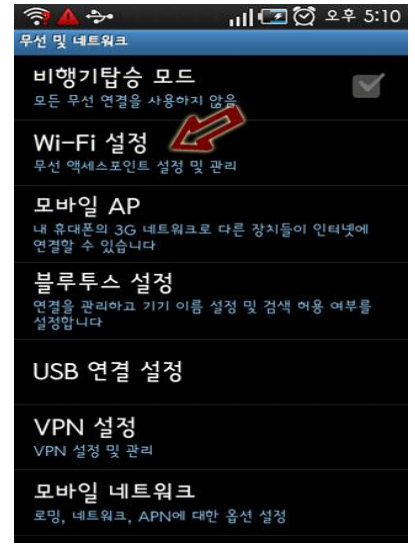 오후 5:10
무선 및 네트워크
비행기탑승 모드
모든 무선 연결을 사용하지 않음
Wi-Fi 설정
무선 액세스포인트 설정 및 관리
모바일 AP
내 휴대폰의 3G 네트워크로 다른 장치들이 인터넷에
연결할 수 있습니다
블루투스 설정
연결을 관리하고 기기 이름 설정 및 검색 허용 여부를
설정합니다
USB 연결 설정
VPN 설정
VPN 설정 및 관리
모바일 네트워크
로밍, 네트워크, APN에 대한 옵션 설정